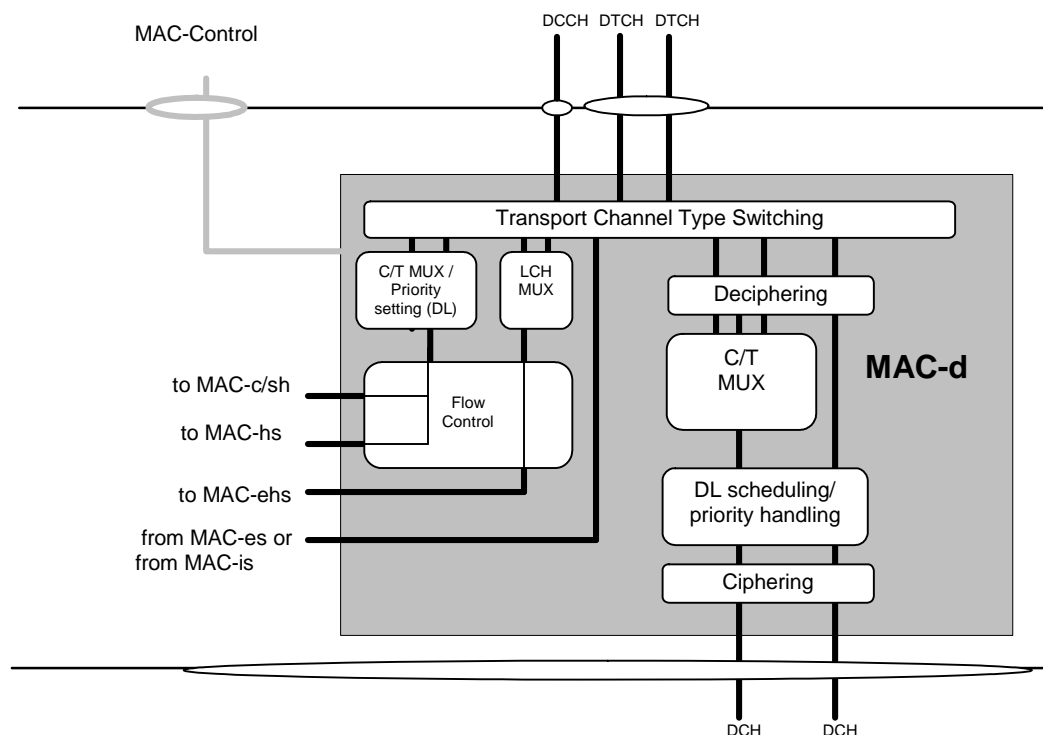 DCCH DTCH DTCH
MAC-Control
Transport Channel Type Switching
C/T MUX /
Priority
setting (DL)
LCH
MUX
Deciphering
C/T
MUX
MAC-d
to MAC-c/sh
Flow
Control
to MAC-hs
to MAC-ehs
DL scheduling/
priority handling
from MAC-es or
from MAC-is
Ciphering
DCH DCH